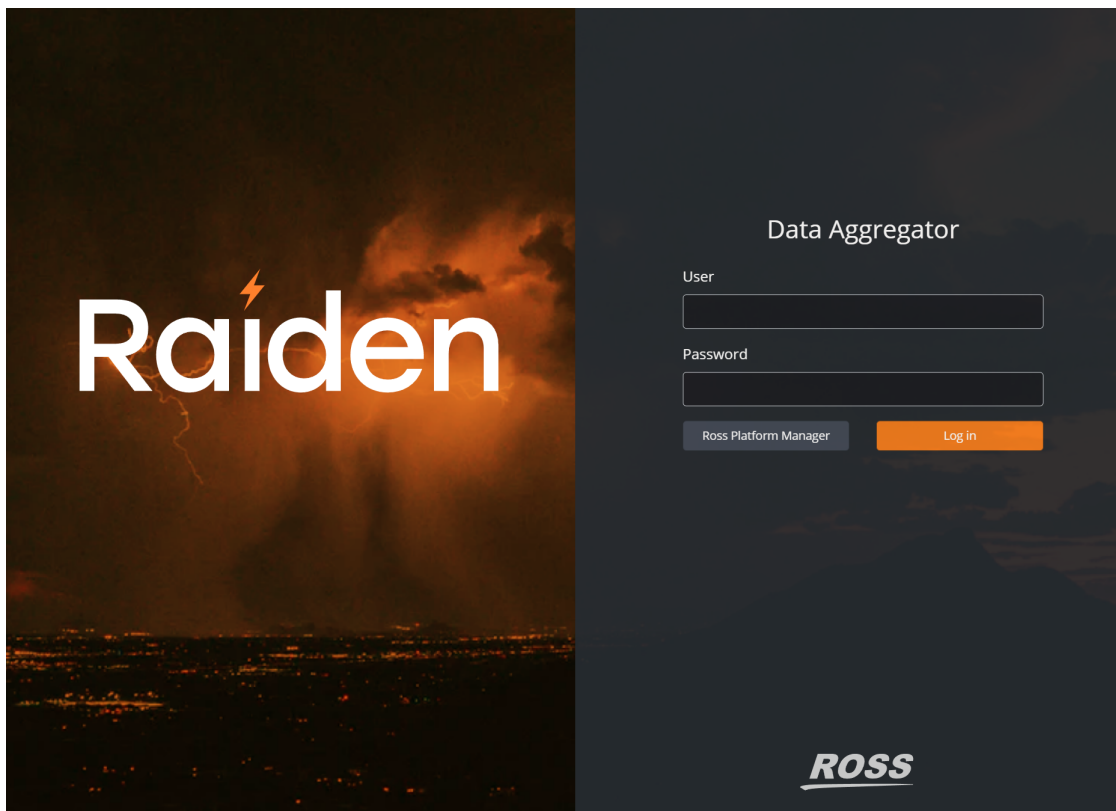 Raiden
Data Aggregator
User
Password
Ross Platform Manager
Log in
ROSS